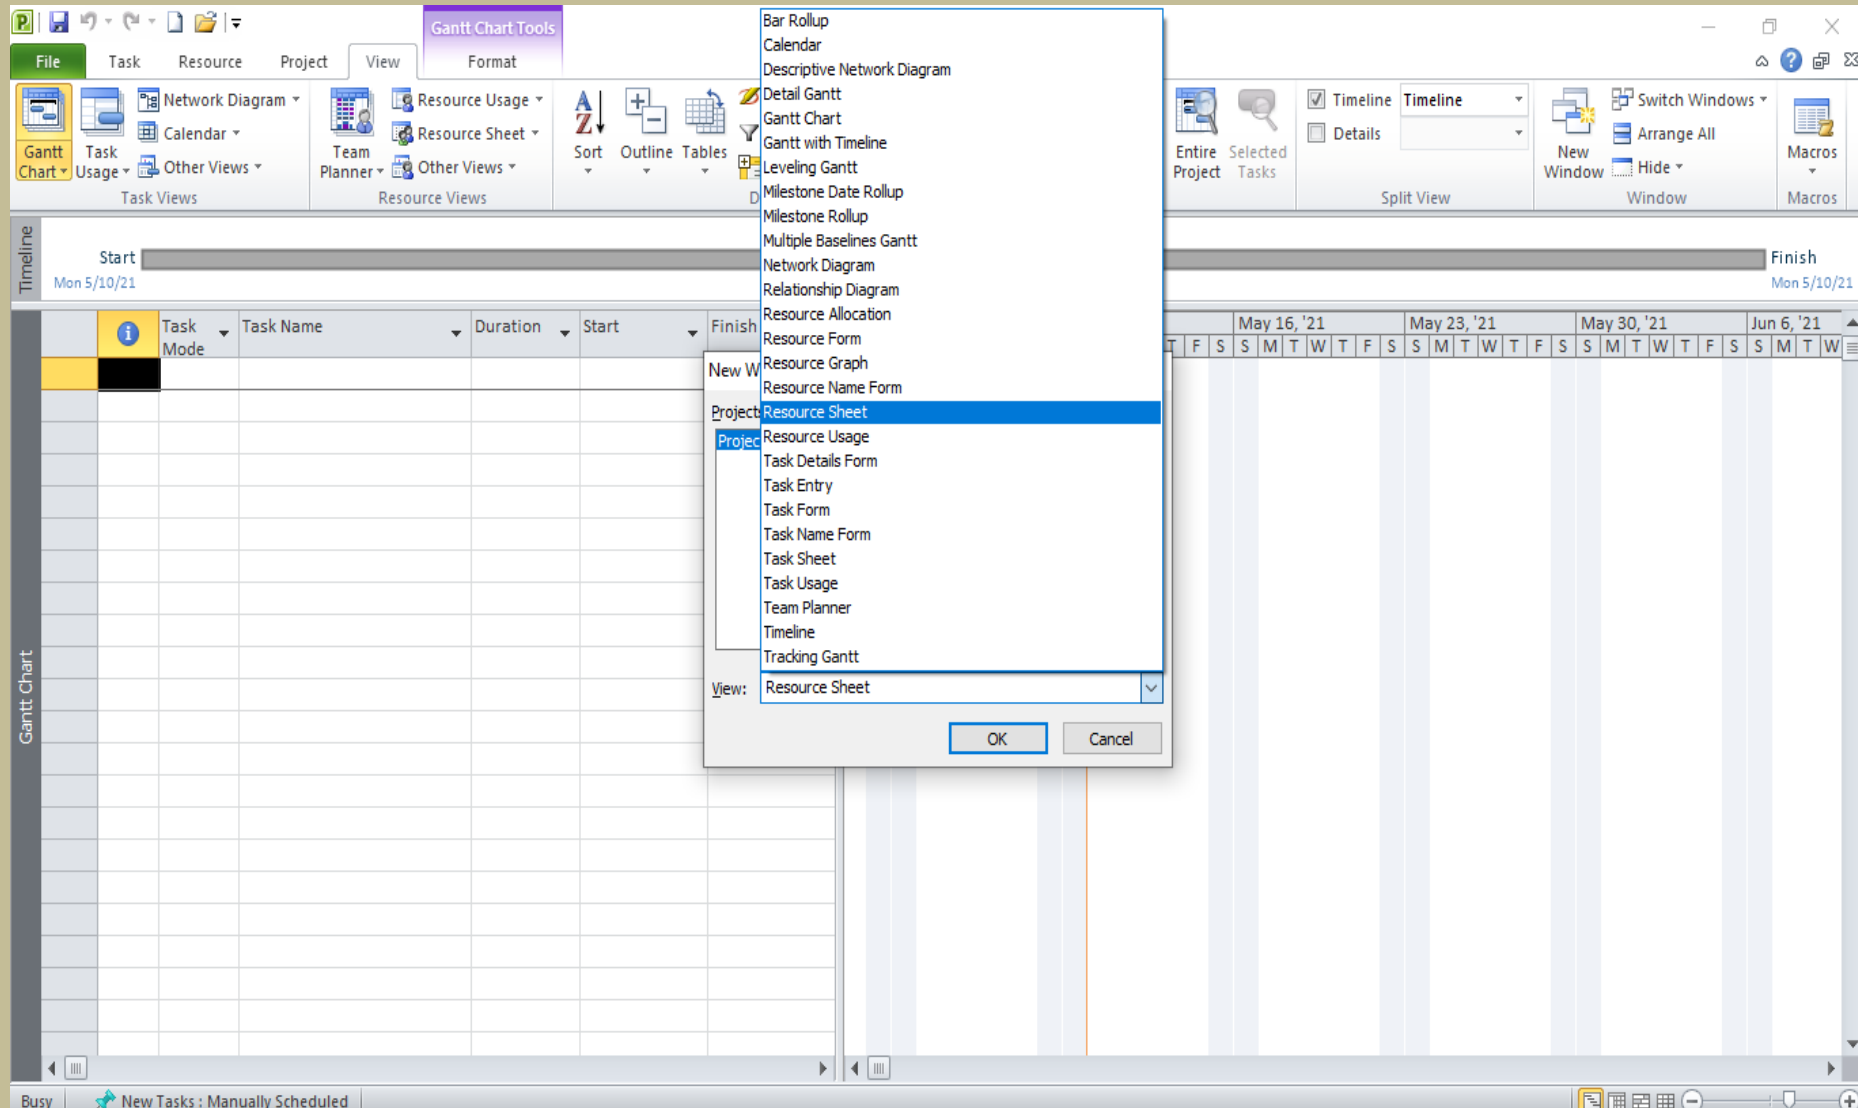 Gantt Chart Tools
File Task Resource Project View Format
Gantt Chart
Task Usage
Network Diagram
Calendar
Other Views
Task Views
Team Planner
Resource Usage
Resource Sheet
Other Views
Resource Views
Sort Outline Tables
Entire Project
Selected Tasks
Timeline Timeline
Details
Split View
New Window
Switch Windows
Arrange All
Hide
Window
Macros
Macros
Timeline
Start
Mon 5/10/21
Finish
Mon 5/10/21
Gantt Chart
Task Mode
Task Name
Duration
Start
Finish
May 16, '21 May 23, '21 May 30, '21 Jun 6, '21
T F S S M T W T F S S M T W T F S S M T W T F S S M T W
Bar Rollup
Calendar
Descriptive Network Diagram
Detail Gantt
Gantt Chart
Gantt with Timeline
Leveling Gantt
Milestone Date Rollup
Milestone Rollup
Multiple Baselines Gantt
Network Diagram
Relationship Diagram
Resource Allocation
Resource Form
Resource Graph
Resource Name Form
Resource Sheet
Resource Usage
Task Details Form
Task Entry
Task Form
Task Name Form
Task Sheet
Task Usage
Team Planner
Timeline
Tracking Gantt
New W
Project
Projec
View: Resource Sheet
OK Cancel
Busy New Tasks : Manually Scheduled